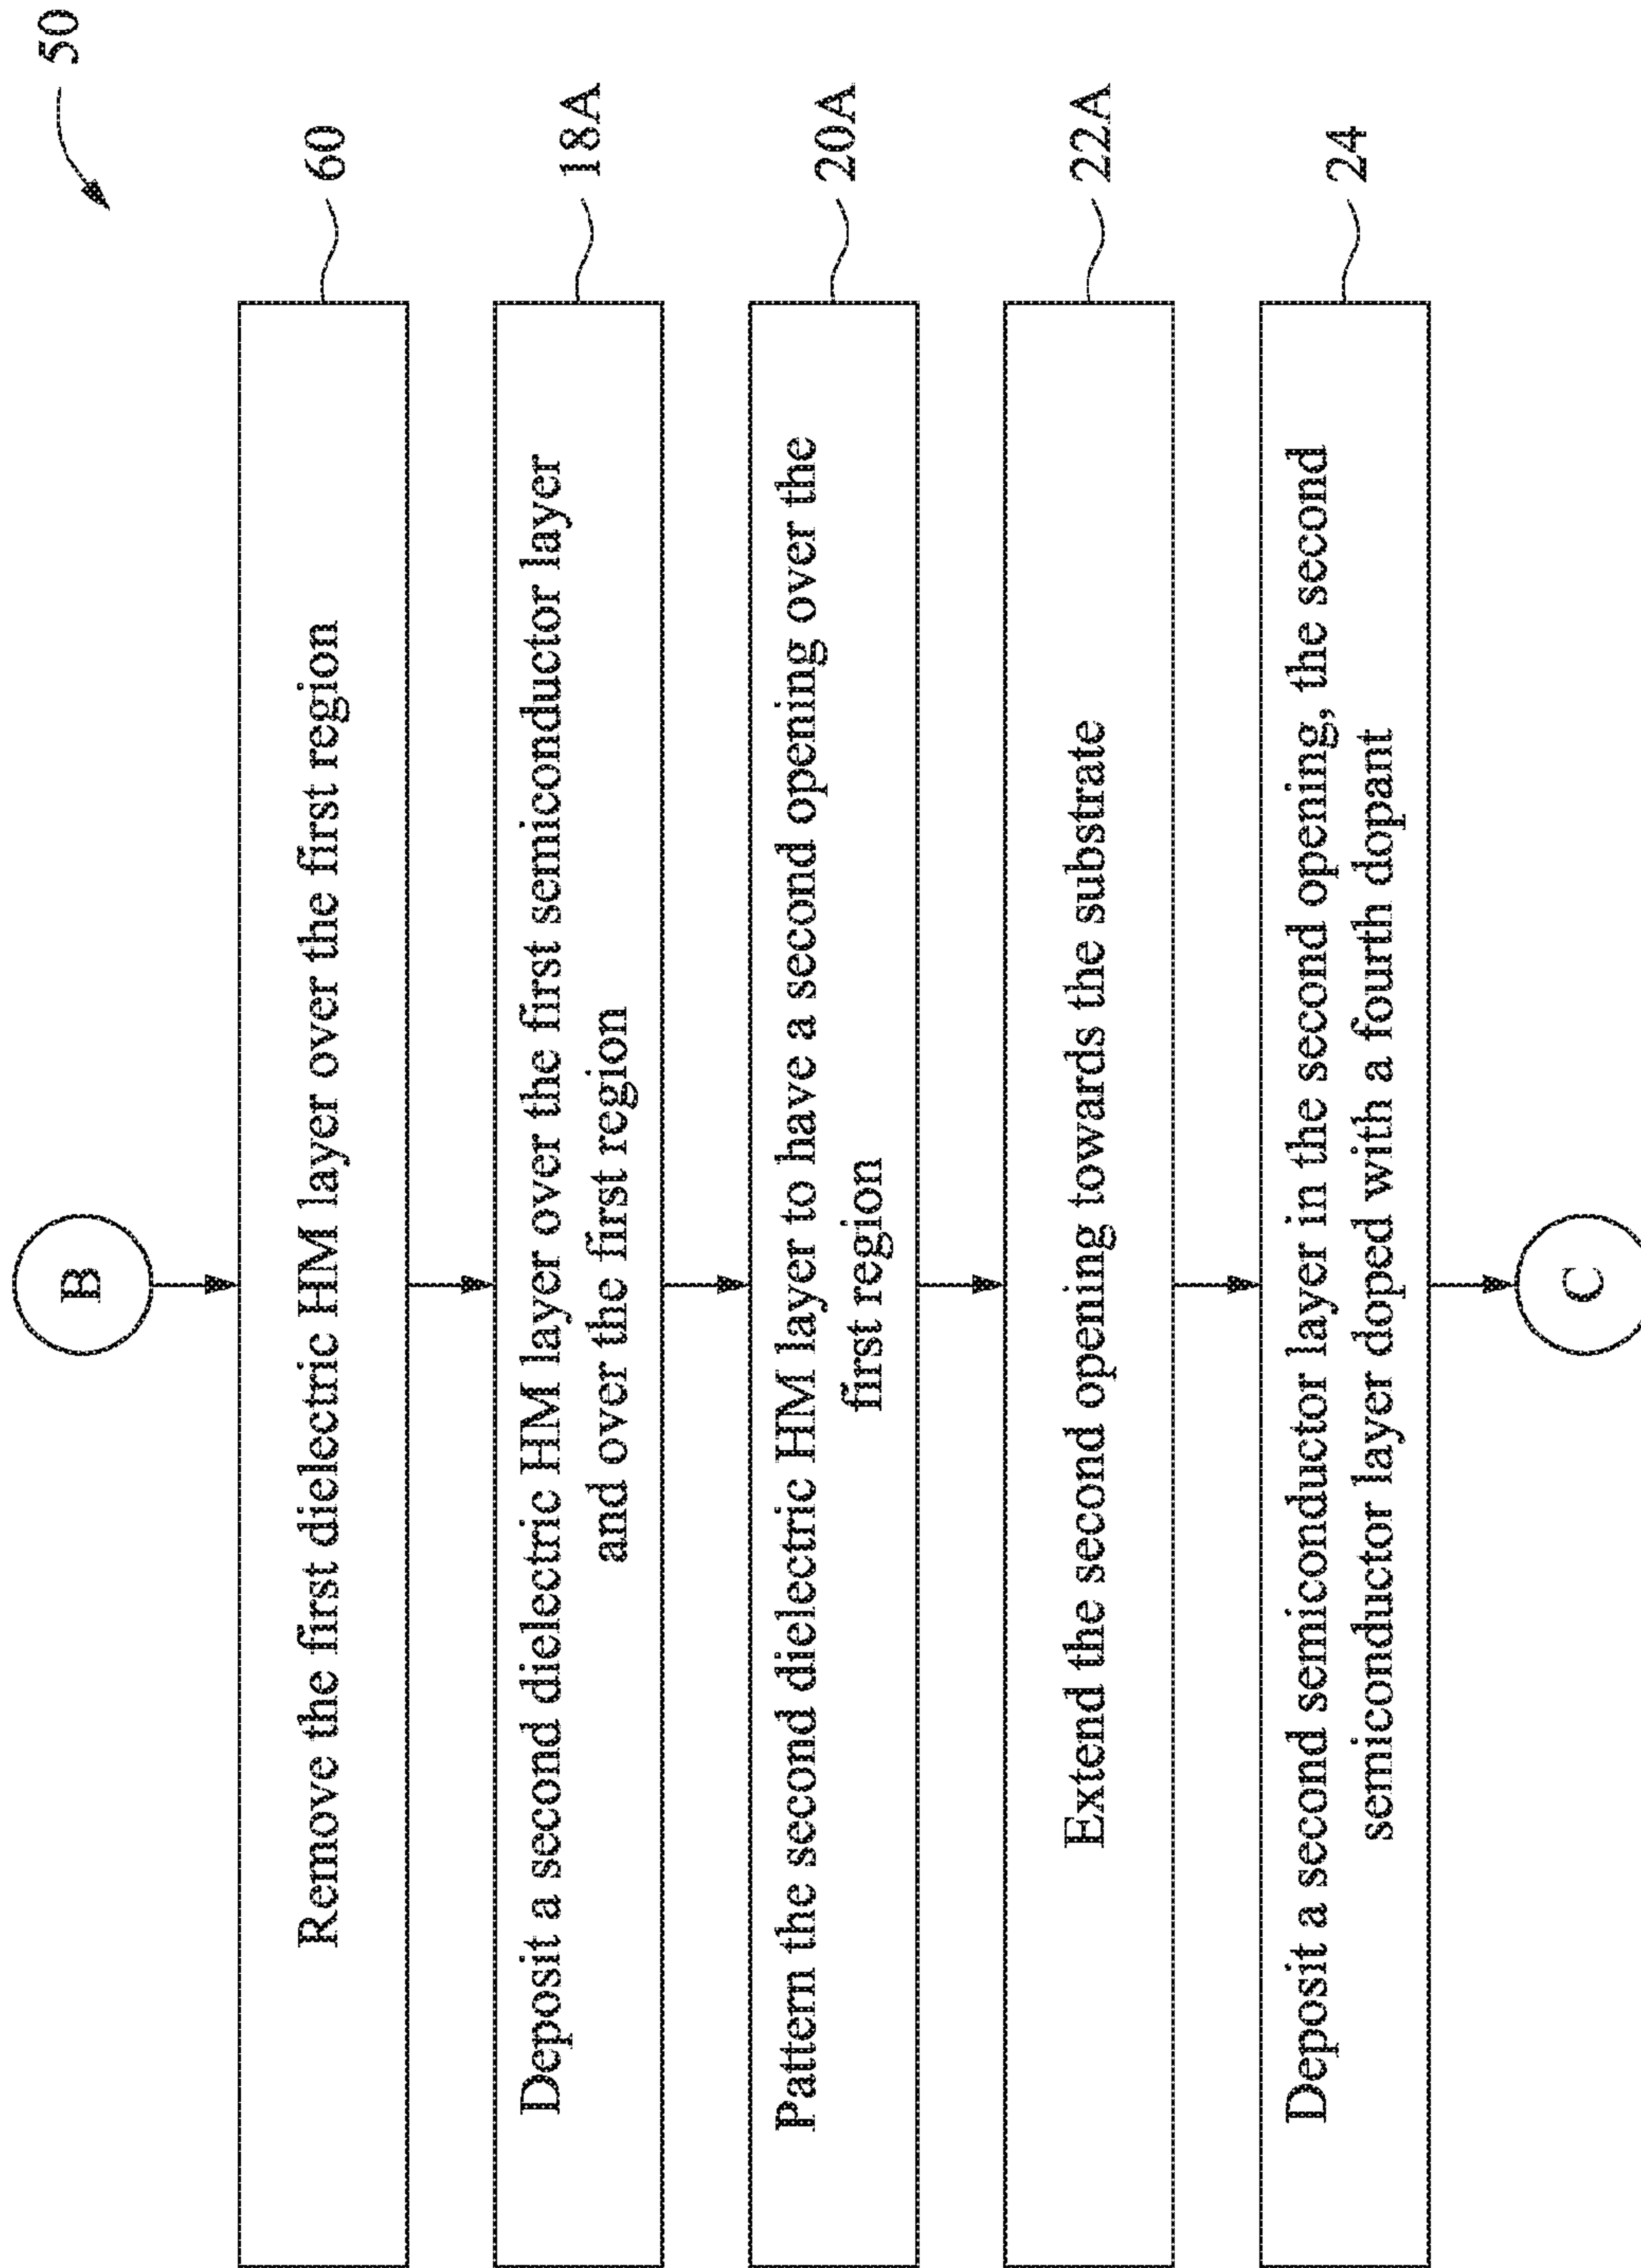 50
B
Remove the first dielectric HM layer over the first region
60
Deposit a second dielectric HM layer over the first semiconductor layer
and over the first region
18A
Pattern the second dielectric HM layer to have a second opening over the
first region
20A
Extend the second opening towards the substrate
22A
Deposit a second semiconductor layer in the second opening, the second
semiconductor layer doped with a fourth dopant
24
C